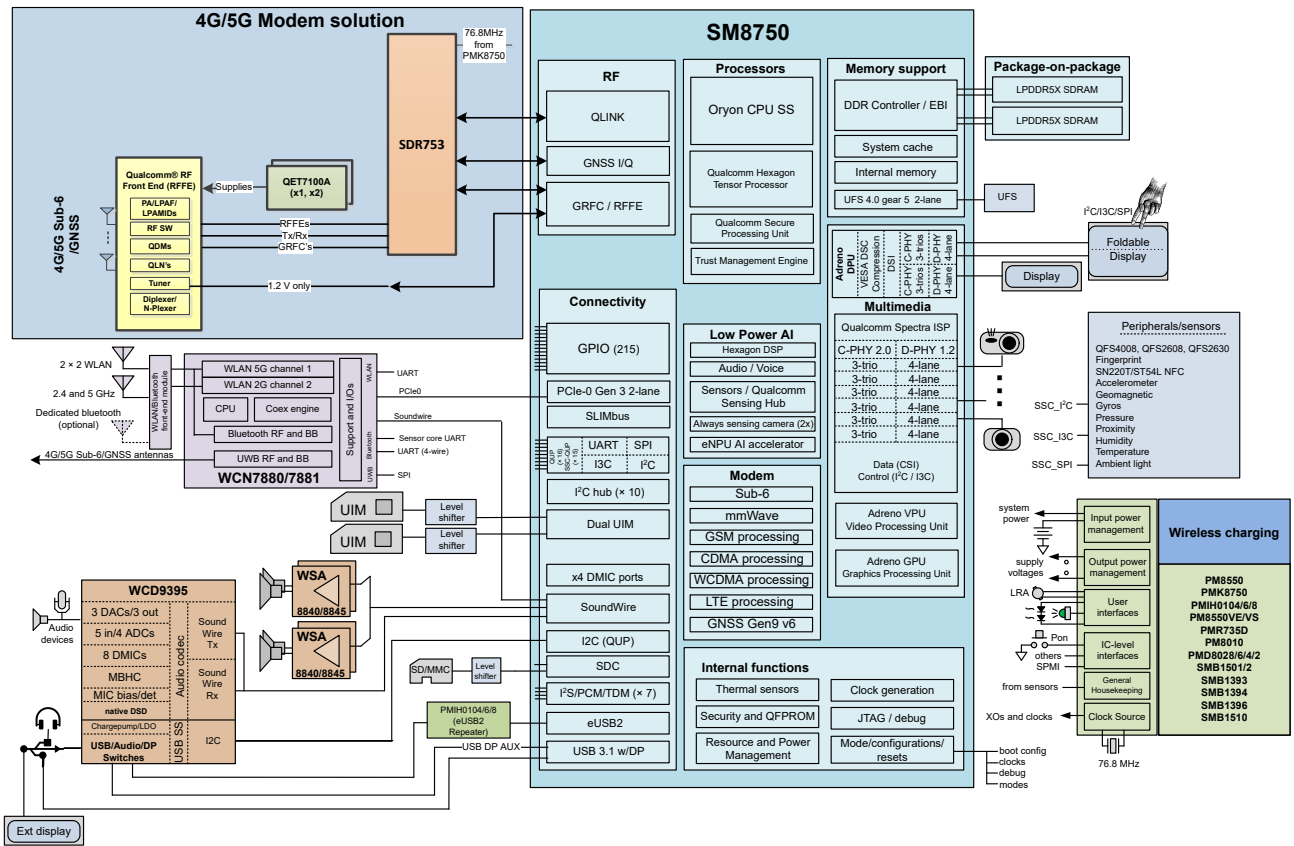 4G/5G Modem solution
76.8MHz
from
PMK8750
SDR753
Qualcomm® RF
Front End (RFFE)
PA/LPAF/
LPAMIDs
RF SW
QDMs
QLN's
Tuner
Diplexer/
N-Plexer
Supplies
QET7100A
(x1, x2)
RFFEs
Tx/Rx
GRFC's
1.2 V only
4G/5G Sub-6
/GNSS
SM8750
RF
QLINK
GNSS I/Q
GRFC / RFFE
Processors
Oryon CPU SS
Qualcomm Hexagon
Tensor Processor
Qualcomm Secure
Processing Unit
Trust Management Engine
Memory support
DDR Controller / EBI
System cache
Internal memory
UFS 4.0 gear 5 2-lane
Package-on-package
LPDDR5X SDRAM
LPDDR5X SDRAM
UFS
I²C/I3C/SPI
Foldable
Display
Display
Adreno
DPU
VESA DSC
Compression
DSI
C-PHY
3-trios
C-PHY
3-trios
D-PHY
4-lane
D-PHY
4-lane
Multimedia
Qualcomm Spectra ISP
C-PHY 2.0 D-PHY 1.2
3-trio 4-lane
3-trio 4-lane
3-trio 4-lane
3-trio 4-lane
3-trio 4-lane
3-trio 4-lane
Data (CSI)
Control (I²C / I3C)
Adreno VPU
Video Processing Unit
Adreno GPU
Graphics Processing Unit
Connectivity
GPIO (215)
PCIe-0 Gen 3 2-lane
SLIMbus
QUP
(× 16)
SSC-QUP
(× 15)
UART SPI
I3C I²C
I²C hub (× 10)
Dual UIM
x4 DMIC ports
SoundWire
I2C (QUP)
SDC
I²S/PCM/TDM (× 7)
eUSB2
USB 3.1 w/DP
Low Power AI
Hexagon DSP
Audio / Voice
Sensors / Qualcomm
Sensing Hub
Always sensing camera (2x)
eNPU AI accelerator
Modem
Sub-6
mmWave
GSM processing
CDMA processing
WCDMA processing
LTE processing
GNSS Gen9 v6
Internal functions
Thermal sensors
Clock generation
Security and QFPROM
JTAG / debug
Resource and Power
Management
Mode/configurations/
resets
boot config
clocks
debug
modes
2 × 2 WLAN
2.4 and 5 GHz
Dedicated bluetooth
(optional)
4G/5G Sub-6/GNSS antennas
WLAN/Bluetooth
front-end module
WLAN 5G channel 1
WLAN 2G channel 2
CPU
Coex engine
Bluetooth RF and BB
UWB RF and BB
Support and I/Os
WLAN
Bluetooth
UWB
WCN7880/7881
UART
PCIe0
Soundwire
Sensor core UART
UART (4-wire)
SPI
UIM
Level
shifter
UIM
Level
shifter
WSA
8840/8845
WSA
8840/8845
SD/MMC
Level
shifter
PMIH0104/6/8
(eUSB2
Repeater)
USB DP AUX
WCD9395
3 DACs/3 out
5 in/4 ADCs
8 DMICs
MBHC
MIC bias/det
native DSD
Chargepump/LDO
USB/Audio/DP
Switches
Audio codec
USB SS
Sound
Wire
Tx
Sound
Wire
Rx
I2C
Audio
devices
Ext display
Peripherals/sensors
QFS4008, QFS2608, QFS2630
Fingerprint
SN220T/ST54L NFC
Accelerometer
Geomagnetic
Gyros
Pressure
Proximity
Humidity
Temperature
Ambient light
SSC_I²C
SSC_I3C
SSC_SPI
system
power
supply
voltages
LRA
Pon
others
SPMI
from sensors
XOs and clocks
76.8 MHz
Input power
management
Output power
management
User
interfaces
IC-level
interfaces
General
Housekeeping
Clock Source
Wireless charging
PM8550
PMK8750
PMIH0104/6/8
PM8550VE/VS
PMR735D
PM8010
PMD8028/6/4/2
SMB1501/2
SMB1393
SMB1394
SMB1396
SMB1510